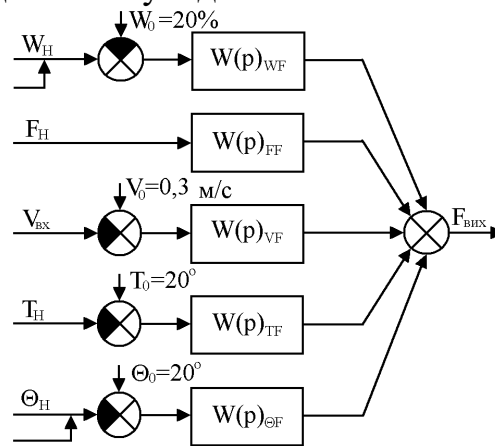 W₀=20%
Wн
W(p)WF
Fн
W(p)FF
V₀=0,3 м/с
Vвх
W(p)VF
Fвих
T₀=20°
Tн
W(p)TF
Θ₀=20°
Θн
W(p)ΘF